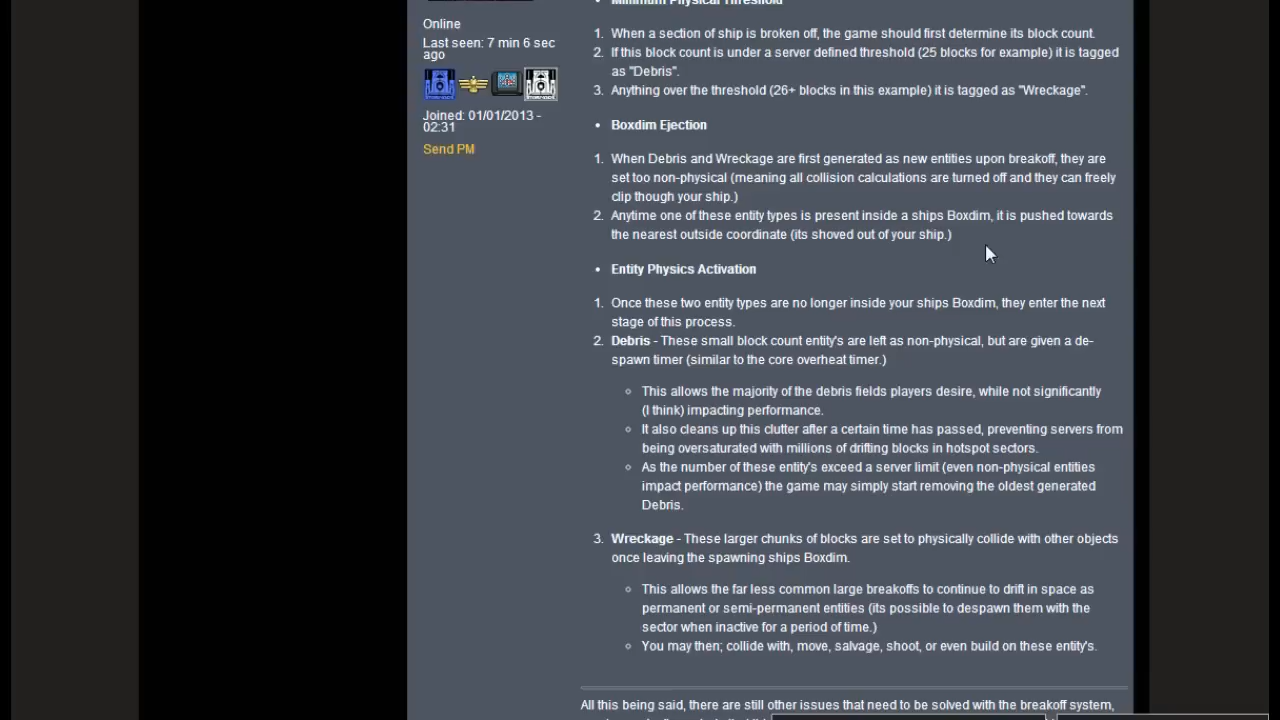 Minimum Physical Threshold
Online
Last seen: 7 min 6 sec
ago
Joined: 01/01/2013 -
02:31
Send PM
1. When a section of ship is broken off, the game should first determine its block count.
2. If this block count is under a server defined threshold (25 blocks for example) it is tagged
as "Debris".
3. Anything over the threshold (26+ blocks in this example) it is tagged as "Wreckage".
• Boxdim Ejection
1. When Debris and Wreckage are first generated as new entities upon breakoff, they are
set too non-physical (meaning all collision calculations are turned off and they can freely
clip though your ship.)
2. Anytime one of these entity types is present inside a ships Boxdim, it is pushed towards
the nearest outside coordinate (its shoved out of your ship.)
• Entity Physics Activation
1. Once these two entity types are no longer inside your ships Boxdim, they enter the next
stage of this process.
2. Debris - These small block count entity's are left as non-physical, but are given a de-
spawn timer (similar to the core overheat timer.)
◦ This allows the majority of the debris fields players desire, while not significantly
(I think) impacting performance.
◦ It also cleans up this clutter after a certain time has passed, preventing servers from
being oversaturated with millions of drifting blocks in hotspot sectors.
◦ As the number of these entity's exceed a server limit (even non-physical entities
impact performance) the game may simply start removing the oldest generated
Debris.
3. Wreckage - These larger chunks of blocks are set to physically collide with other objects
once leaving the spawning ships Boxdim.
◦ This allows the far less common large breakoffs to continue to drift in space as
permanent or semi-permanent entities (its possible to despawn them with the
sector when inactive for a period of time.)
◦ You may then; collide with, move, salvage, shoot, or even build on these entity's.
All this being said, there are still other issues that need to be solved with the breakoff system,